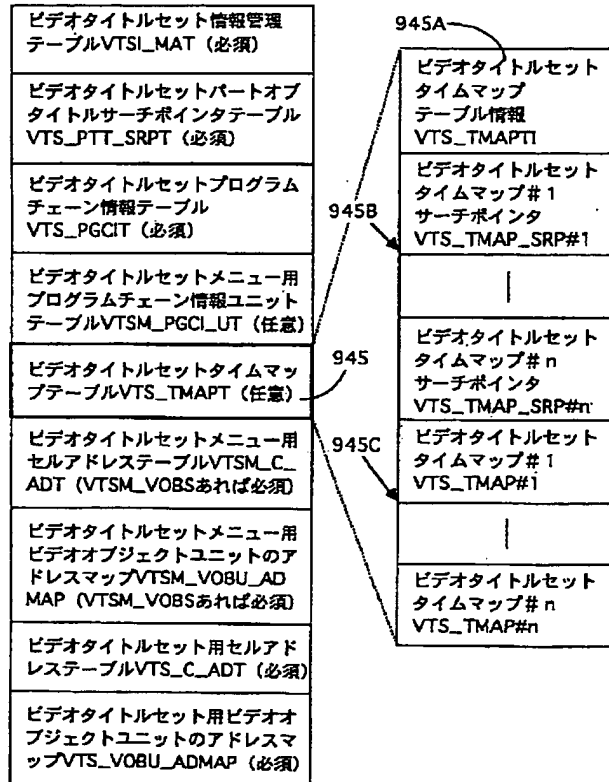 ビデオタイトルセット情報管理
テーブルVTSI_MAT（必須）
ビデオタイトルセットパートオブ
タイトルサーチポインタテーブル
VTS_PTT_SRPT（必須）
ビデオタイトルセットプログラム
チェーン情報テーブル
VTS_PGCIT（必須）
ビデオタイトルセットメニュー用
プログラムチェーン情報ユニット
テーブルVTSM_PGCI_UT（任意）
ビデオタイトルセットタイムマッ
プテーブルVTS_TMAPT（任意）
ビデオタイトルセットメニュー用
セルアドレステーブルVTSM_C_
ADT（VTSM_VOBSあれば必須）
ビデオタイトルセットメニュー用
ビデオオブジェクトユニットのア
ドレスマップVTSM_VOBU_AD
MAP（VTSM_VOBSあれば必須）
ビデオタイトルセット用セルアド
レステーブルVTS_C_ADT（必須）
ビデオタイトルセット用ビデオオ
ブジェクトユニットのアドレスマ
ップVTS_VOBU_ADMAP（必須）
945
945A
ビデオタイトルセット
タイムマップ
テーブル情報
VTS_TMAPTI
945B
ビデオタイトルセット
タイムマップ＃1
サーチポインタ
VTS_TMAP_SRP#1
ビデオタイトルセット
タイムマップ＃n
サーチポインタ
VTS_TMAP_SRP#n
945C
ビデオタイトルセット
タイムマップ＃1
VTS_TMAP#1
ビデオタイトルセット
タイムマップ＃n
VTS_TMAP#n